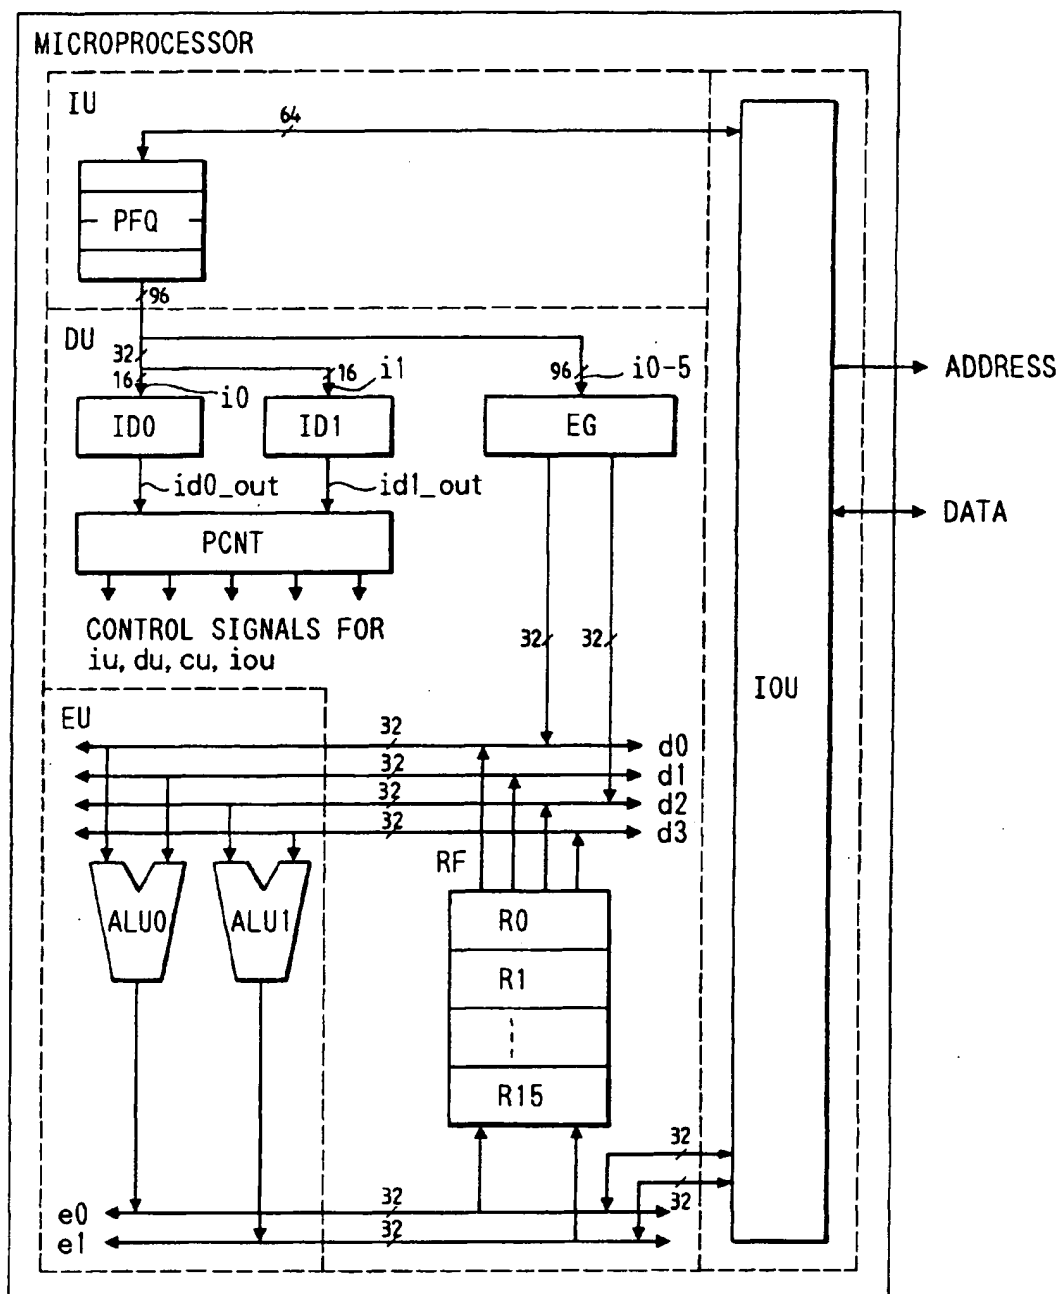 MICROPROCESSOR
IU
64
PFQ
96
DU
32
16
i0
16
i1
96
i0-5
ADDRESS
ID0
ID1
EG
id0_out
id1_out
DATA
PCNT
CONTROL SIGNALS FOR
iu, du, cu, iou
32
32
IOU
EU
32
d0
32
d1
32
d2
32
d3
RF
ALU0
ALU1
R0
R1
R15
32
32
e0
32
e1
32